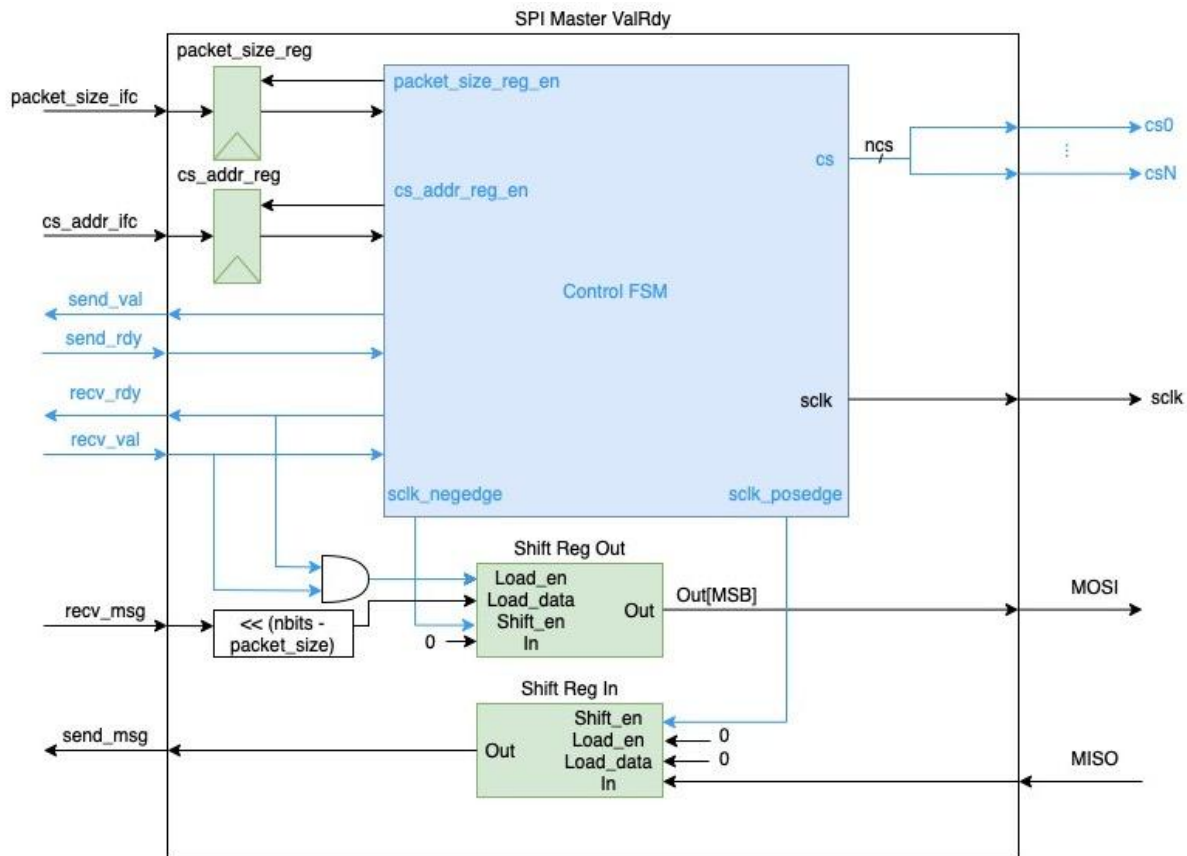 SPI Master ValRdy
packet_size_reg
packet_size_reg_en
packet_size_ifc
cs0
ncs
cs
⋮
cs_addr_reg
csN
cs_addr_reg_en
cs_addr_ifc
Control FSM
send_val
send_rdy
recv_rdy
sclk
sclk
recv_val
sclk_negedge
sclk_posedge
Shift Reg Out
Load_en
Load_data
Out[MSB]
MOSI
recv_msg
<< (nbits -
packet_size)
Shift_en
Out
0
In
Shift Reg In
Shift_en
send_msg
Out
Load_en
0
Load_data
0
In
MISO